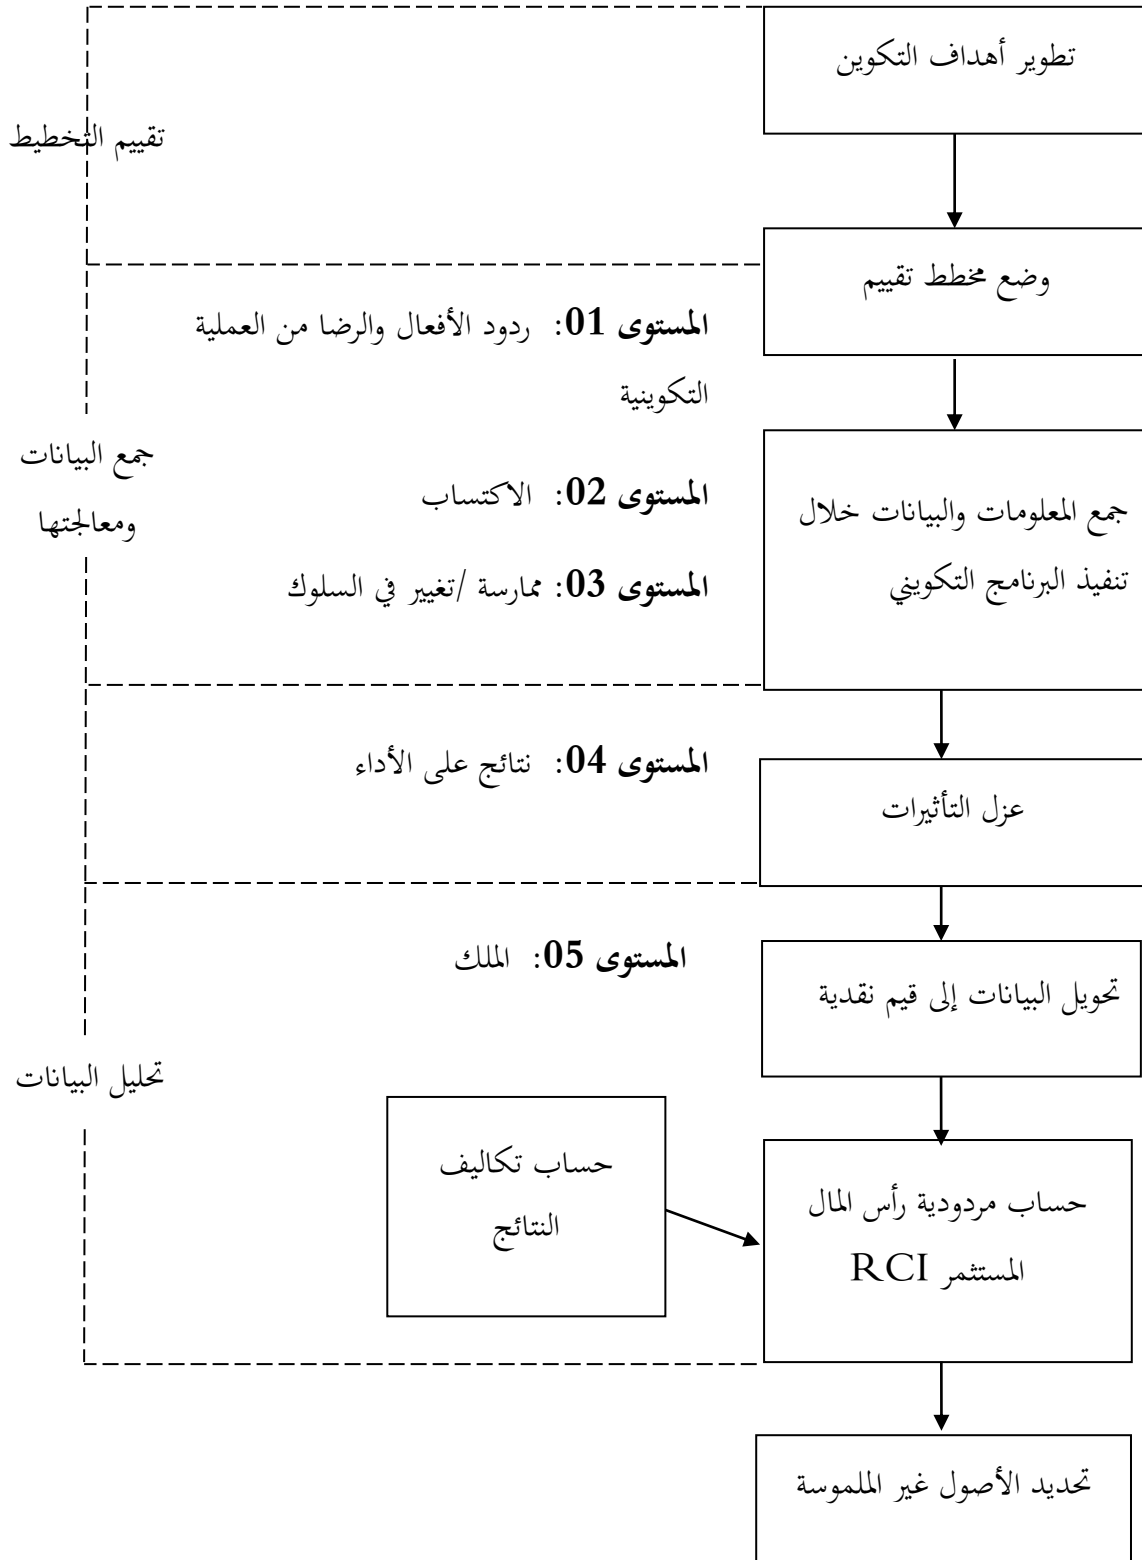 تطوير أهداف التكوين
تقييم التخطيط
وضع مخطط تقييم
المستوى 01: ردود الأفعال والرضا من العملية
التكوينية
جمع البيانات
ومعالجتها
المستوى 02: الاكتساب
جمع المعلومات والبيانات خلال
تنفيذ البرنامج التكويني
المستوى 03: ممارسة /تغيير في السلوك
المستوى 04: نتائج على الأداء
عزل التأثيرات
المستوى 05: الملك
تحويل البيانات إلى قيم نقدية
تحليل البيانات
حساب تكاليف
النتائج
حساب مردودية رأس المال
المستثمر RCI
تحديد الأصول غير الملموسة